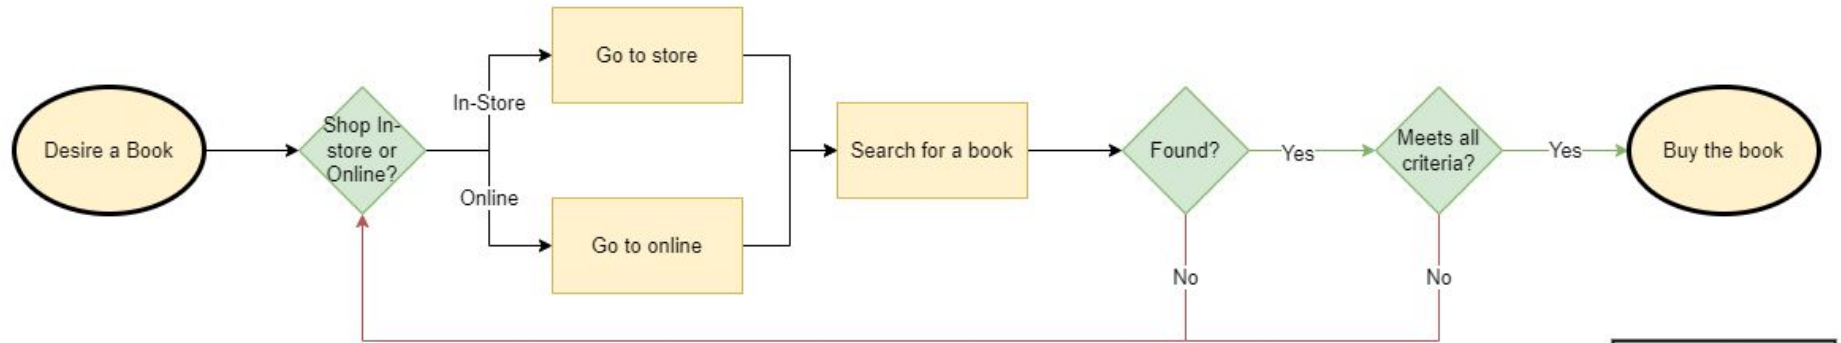 Desire a Book
Shop In-
store or
Online?
In-Store
Online
Go to store
Go to online
Search for a book
Found?
Yes
No
Meets all
criteria?
Yes
No
Buy the book